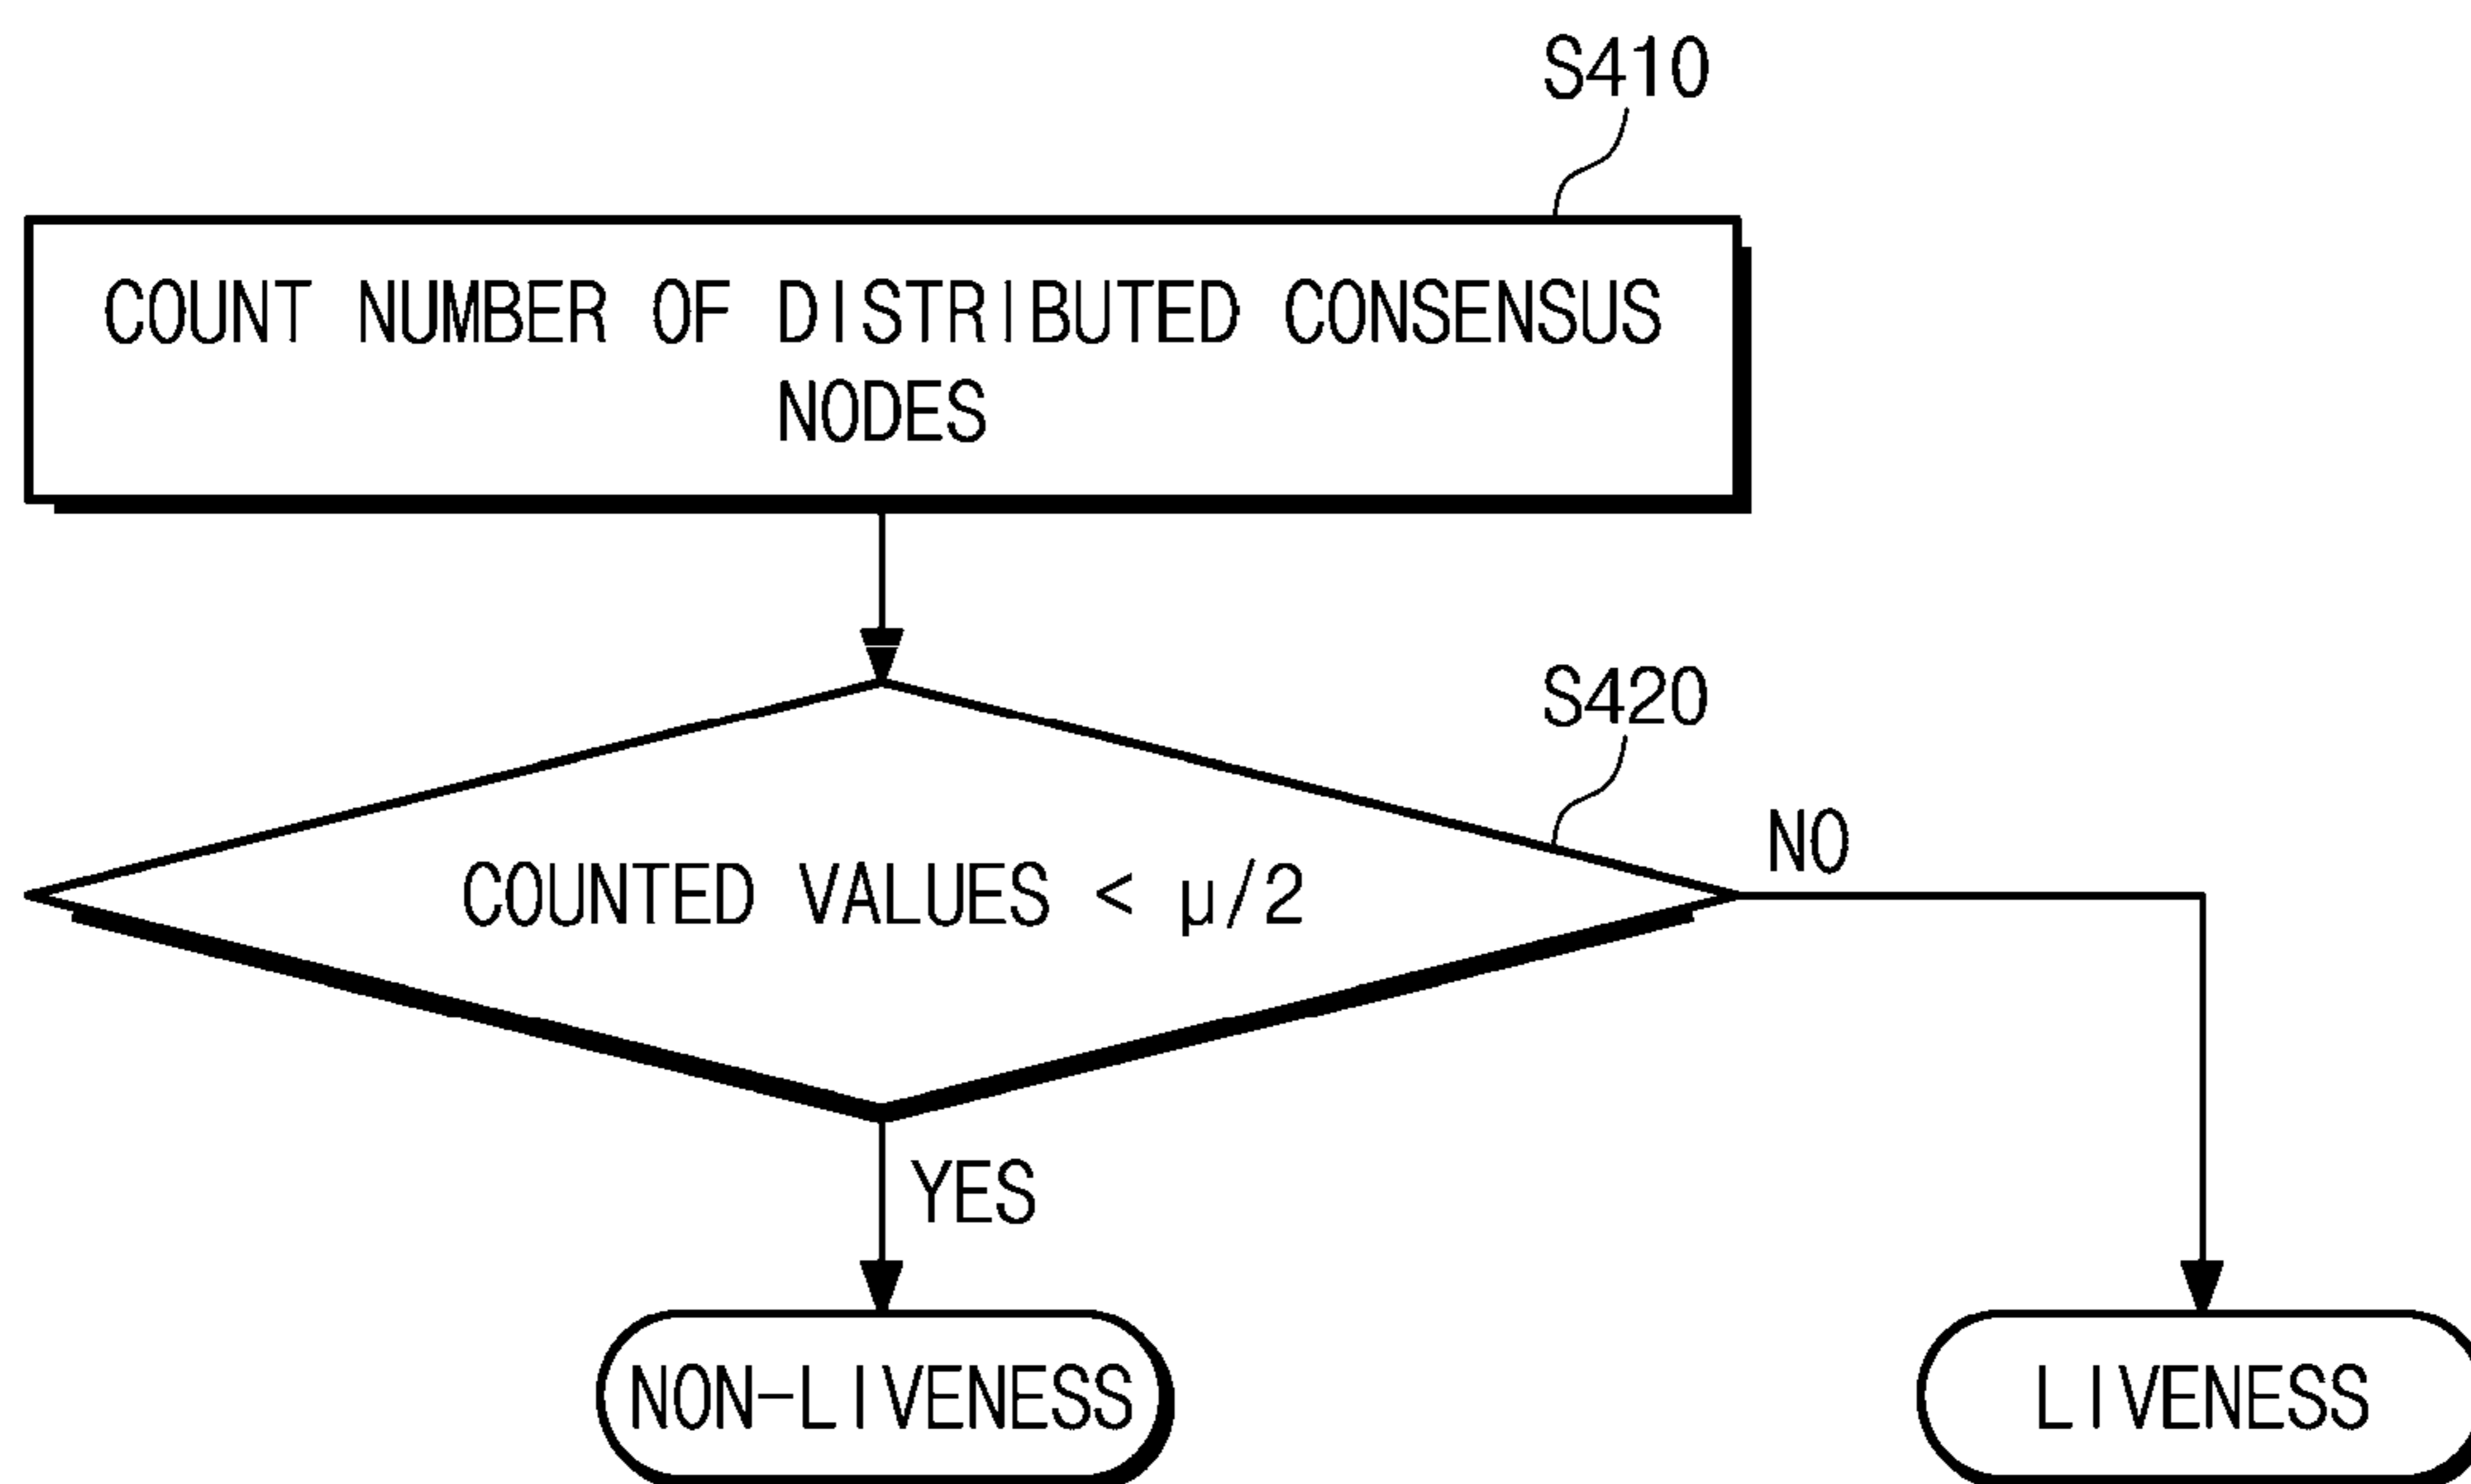 S410
COUNT NUMBER OF DISTRIBUTED CONSENSUS
NODES
S420
NO
COUNTED VALUES < μ/2
YES
NON-LIVENESS
LIVENESS